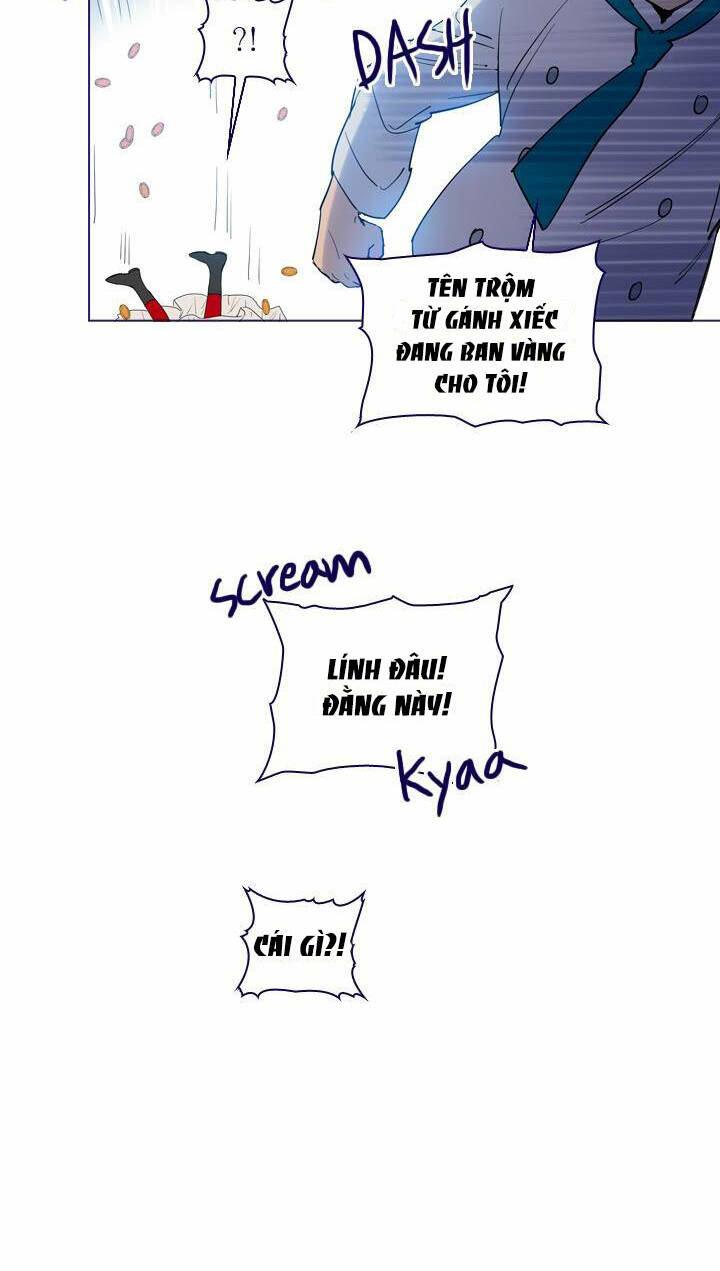 ?!
DASH
TÊN TRỘM
TỪ GÁNH XIẾC
ĐANG BAN VÀNG
CHO TÔI!
scream
LÍNH ĐÂU!
ĐẰNG NÀY!
Kyaa
CÁI GÌ?!